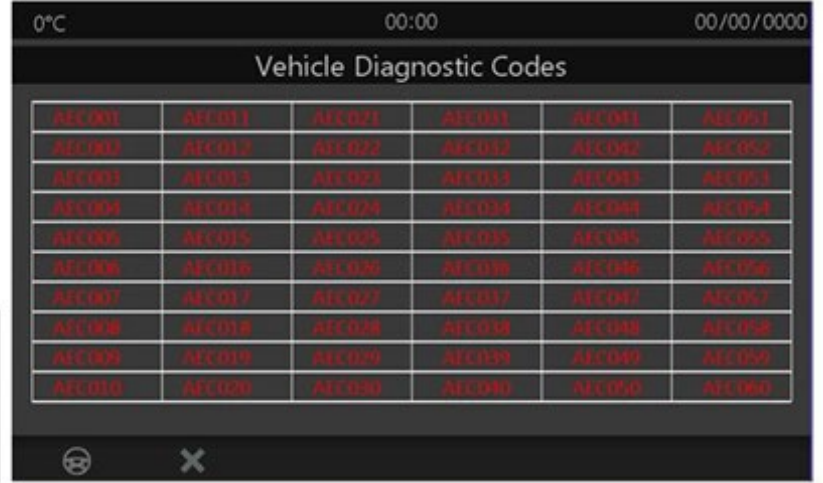 0°C 00:00 00/00/0000
Vehicle Diagnostic Codes
AEC001 AEC011 AEC021 AEC031 AEC041 AEC051
AEC002 AEC012 AEC022 AEC032 AEC042 AEC052
AEC003 AEC013 AEC023 AEC033 AEC043 AEC053
AEC004 AEC014 AEC024 AEC034 AEC044 AEC054
AEC005 AEC015 AEC025 AEC035 AEC045 AEC055
AEC006 AEC016 AEC026 AEC036 AEC046 AEC056
AEC007 AEC017 AEC027 AEC037 AEC047 AEC057
AEC008 AEC018 AEC028 AEC038 AEC048 AEC058
AEC009 AEC019 AEC029 AEC039 AEC049 AEC059
AEC010 AEC020 AEC030 AEC040 AEC050 AEC060